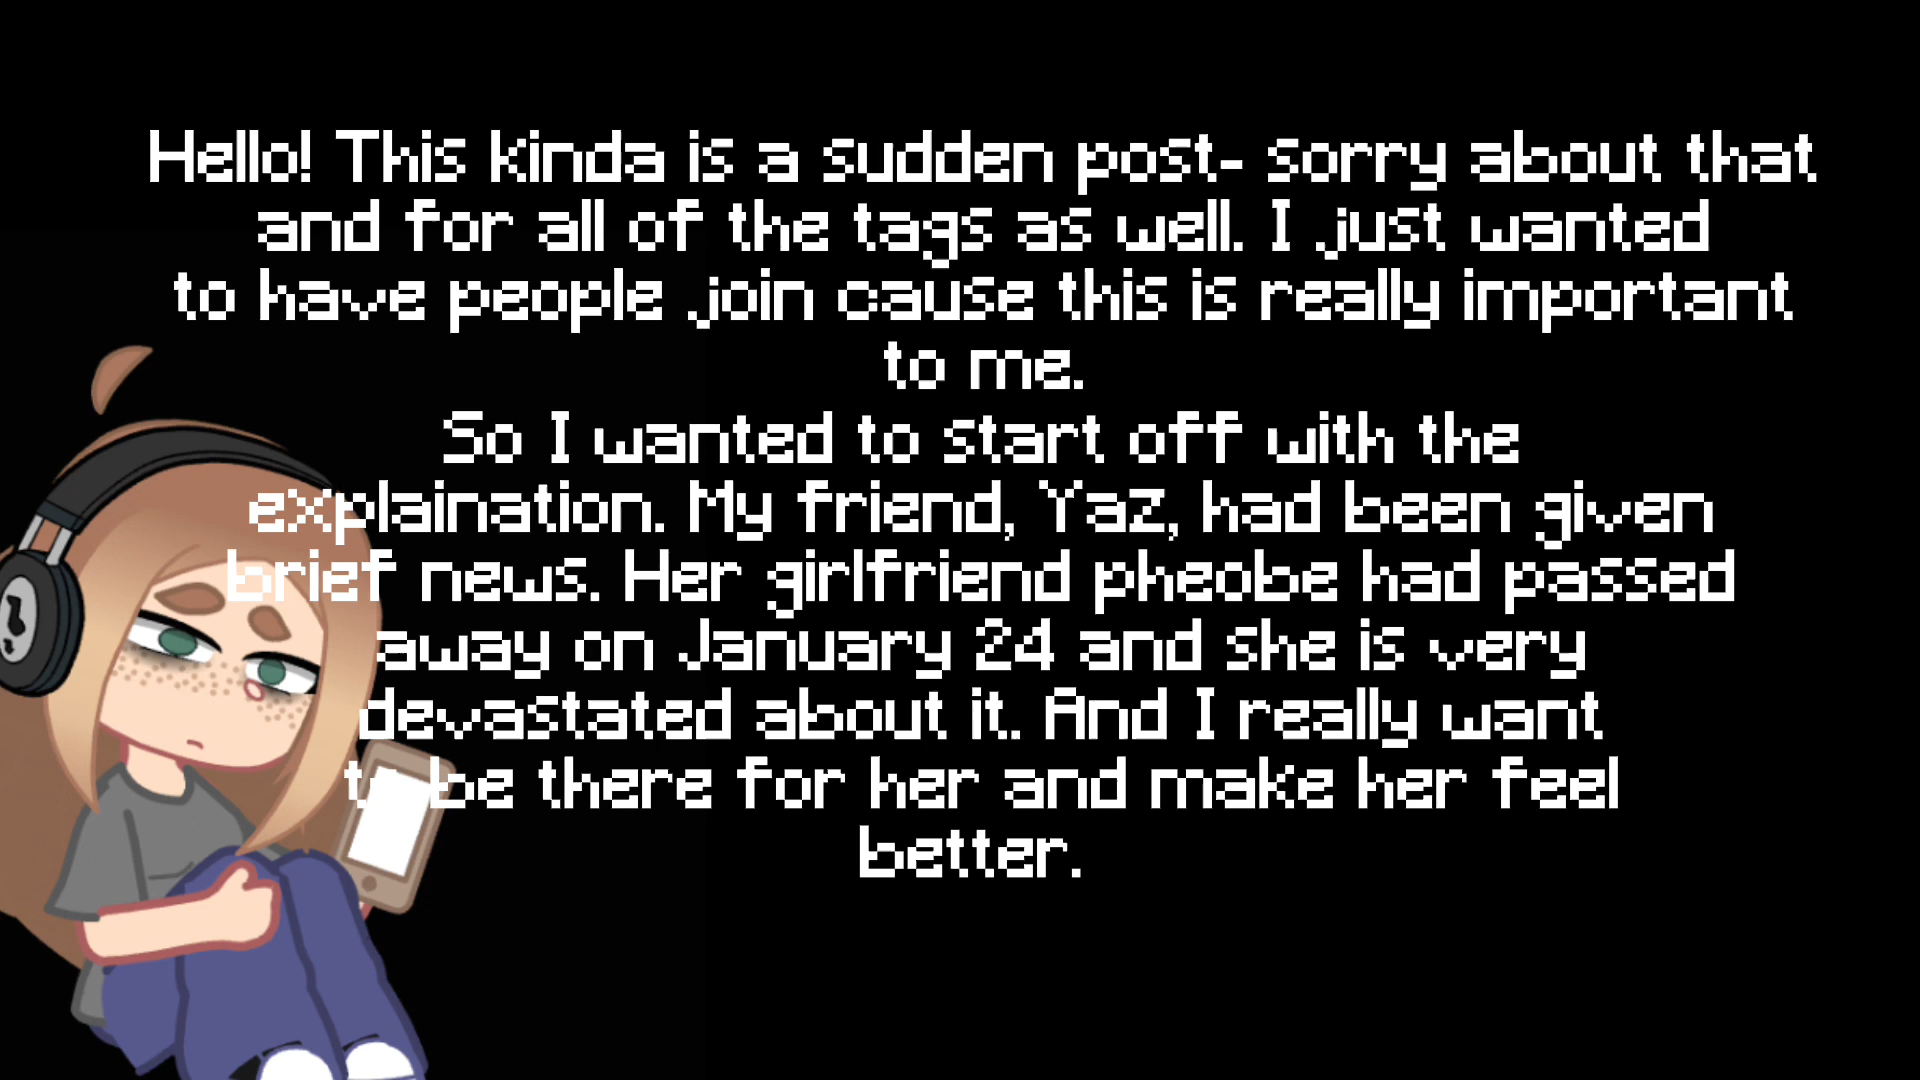 Hello! This kinda is a sudden post- sorry about that
and for all of the tags as well. I just wanted
to have people join cause this is really important
to me.
So I wanted to start off with the
explaination. My friend, Yaz, had been given
brief news. Her girlfriend pheobe had passed
away on January 24 and she is very
devastated about it. And I really want
to be there for her and make her feel
better.